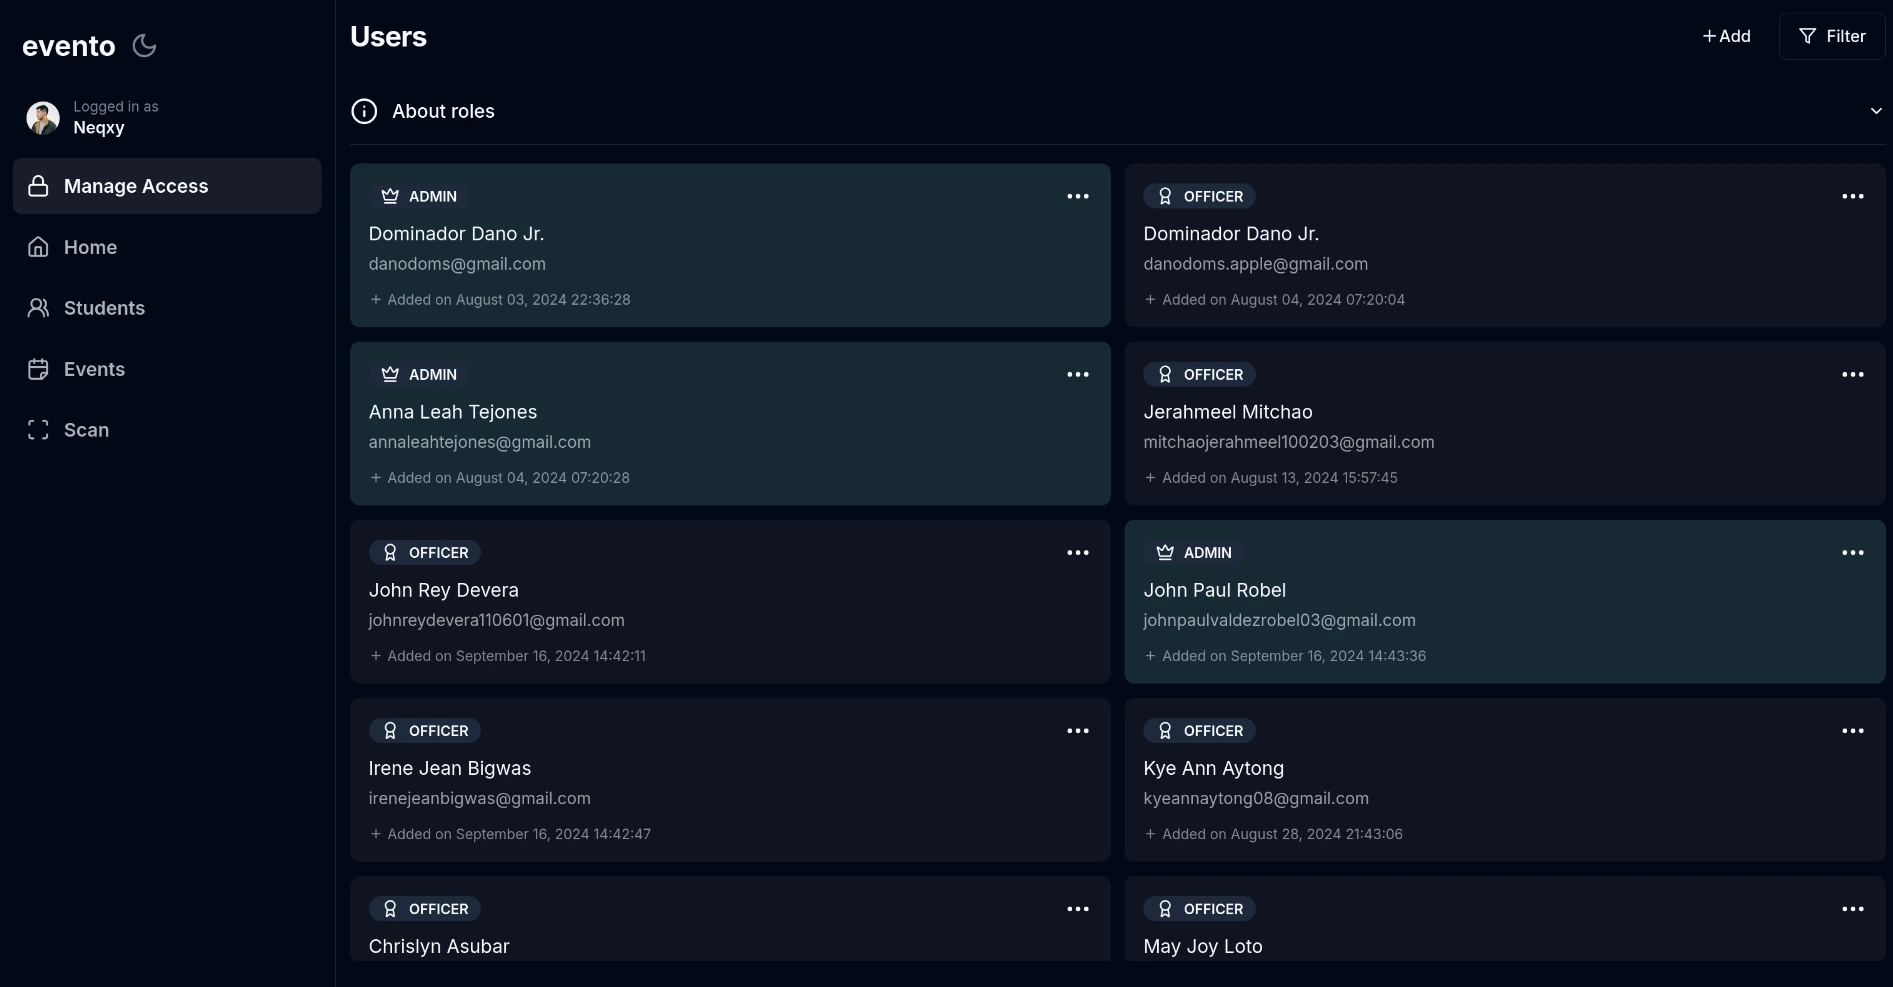 evento
Logged in as
Neqxy
Manage Access
Home
Students
Events
Scan
Users
+ Add
Filter
About roles
ADMIN
Dominador Dano Jr.
danodoms@gmail.com
+ Added on August 03, 2024 22:36:28
OFFICER
Dominador Dano Jr.
danodoms.apple@gmail.com
+ Added on August 04, 2024 07:20:04
ADMIN
Anna Leah Tejones
annaleahtejones@gmail.com
+ Added on August 04, 2024 07:20:28
OFFICER
Jerahmeel Mitchao
mitchaojerahmeel100203@gmail.com
+ Added on August 13, 2024 15:57:45
OFFICER
John Rey Devera
johnreydevera110601@gmail.com
+ Added on September 16, 2024 14:42:11
ADMIN
John Paul Robel
johnpaulvaldezrobel03@gmail.com
+ Added on September 16, 2024 14:43:36
OFFICER
Irene Jean Bigwas
irenejeanbigwas@gmail.com
+ Added on September 16, 2024 14:42:47
OFFICER
Kye Ann Aytong
kyeannaytong08@gmail.com
+ Added on August 28, 2024 21:43:06
OFFICER
Chrislyn Asubar
OFFICER
May Joy Loto